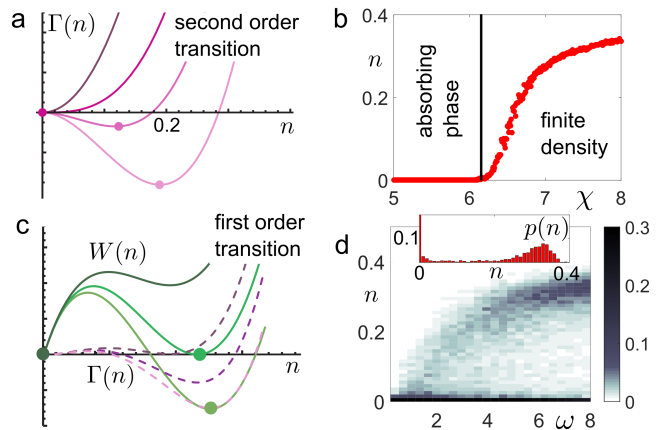 a
Γ(n)
second order
transition
0.2
n
b
0.4
n
0.2
0
absorbing
phase
finite
density
5
6
7
χ
8
c
first order
transition
W(n)
Γ(n)
n
d
0.1
p(n)
0
n
0.4
0.4
n
0.2
0
2
4
6
ω
8
0.3
0.2
0.1
0